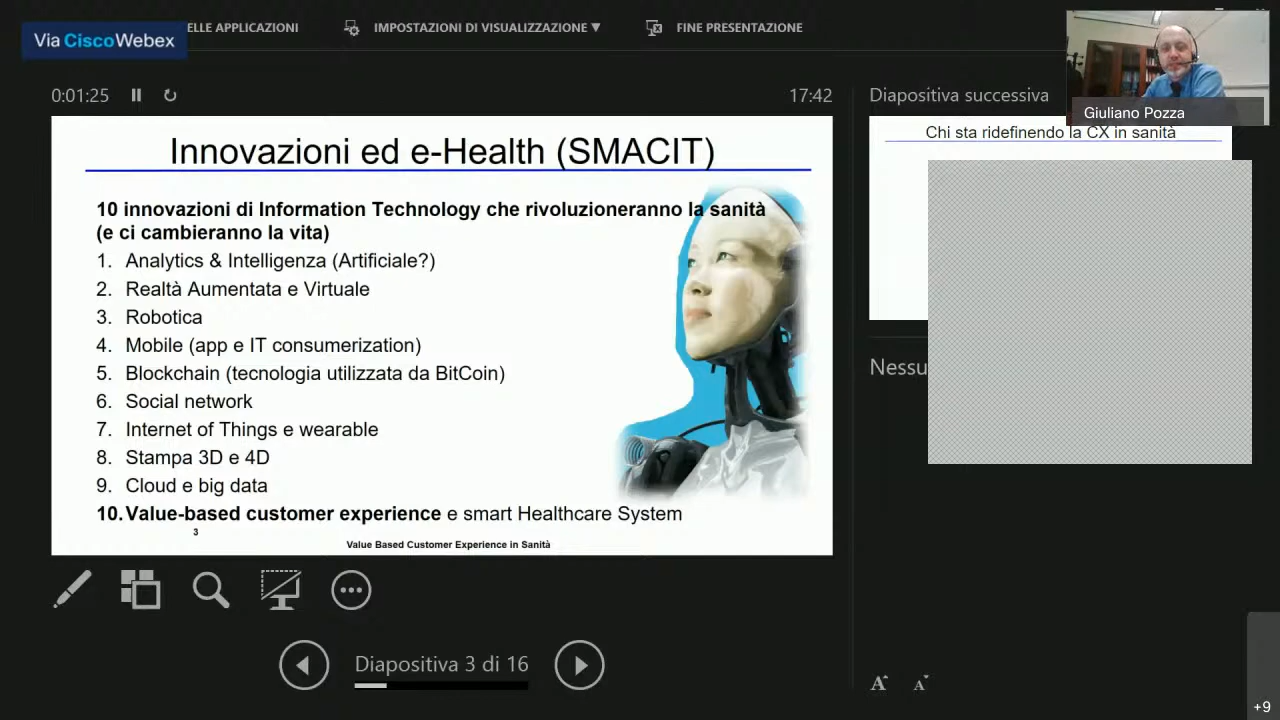 Via Cisco Webex
ELLE APPLICAZIONI
IMPOSTAZIONI DI VISUALIZZAZIONE ▼
FINE PRESENTAZIONE
0:01:25
17:42
Diapositiva successiva
Giuliano Pozza
Chi sta ridefinendo la CX in sanità
Innovazioni ed e-Health (SMACIT)
10 innovazioni di Information Technology che rivoluzioneranno la sanità
(e ci cambieranno la vita)
1. Analytics & Intelligenza (Artificiale?)
2. Realtà Aumentata e Virtuale
3. Robotica
4. Mobile (app e IT consumerization)
5. Blockchain (tecnologia utilizzata da BitCoin)
6. Social network
7. Internet of Things e wearable
8. Stampa 3D e 4D
9. Cloud e big data
10. Value-based customer experience e smart Healthcare System
3
Value Based Customer Experience in Sanità
Nessu
Diapositiva 3 di 16
A A
+9